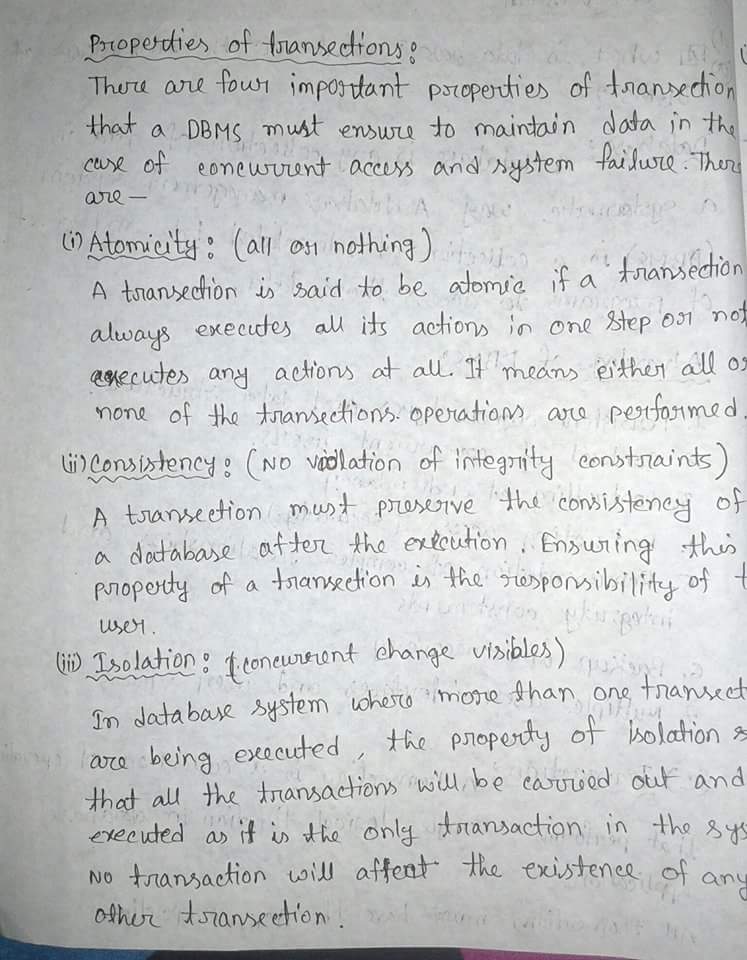 Properties of transections:
There are four important properties of transection
that a DBMS must ensure to maintain data in the
case of concurrent access and system failure. There
are —
(i) Atomicity: (all or nothing)
A transection is said to be atomic if a transection
always executes all its actions in one step or not
executes any actions at all. It means either all or
none of the transections operations are performed.
(ii) Consistency: (NO violation of integrity constraints)
A transection must preserve the consistency of
a database after the execution. Ensuring this
property of a transection is the responsibility of t
user.
(iii) Isolation: (concurrent change visibles)
In database system where more than one transect
are being executed, the property of isolation s
that all the transactions will be carried out and
executed as if it is the only transaction in the sys
NO transaction will affect the existence of any
other transection.